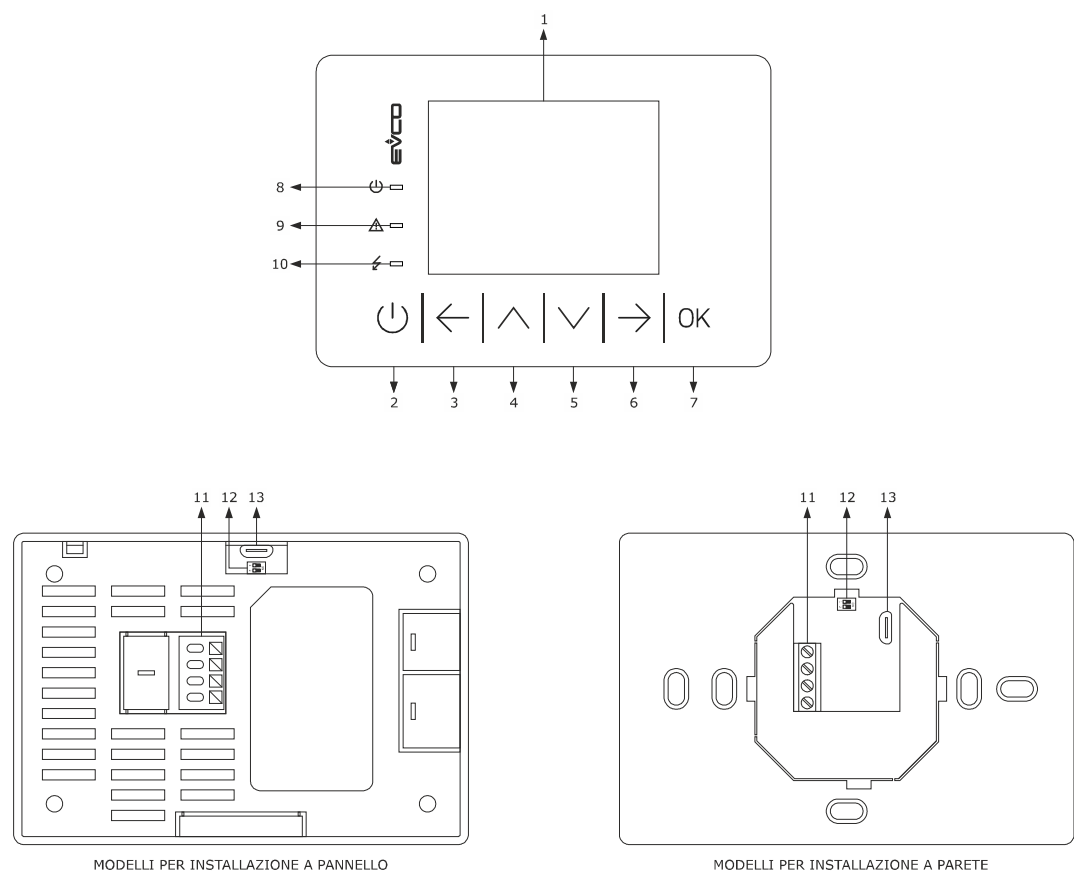 1
EVCO
8
9
10
OK
2 3 4 5 6 7
11 12 13
11 12 13
MODELLI PER INSTALLAZIONE A PANNELLO
MODELLI PER INSTALLAZIONE A PARETE